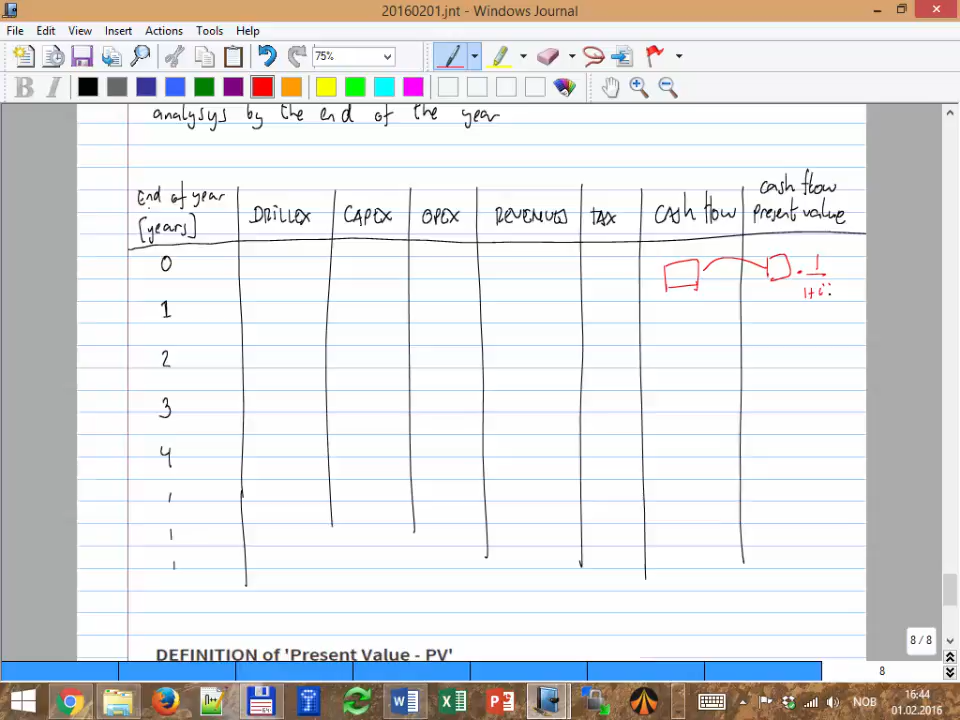 20160201.jnt - Windows Journal
File Edit View Insert Actions Tools Help
75%
B I
analysys by the end of the year
End of year [years] DRILLEX CAPEX OPEX REVENUES TAX Cash flow cash flow present value
0
1
2
3
4
1
1+i
DEFINITION of 'Present Value - PV'
8 / 8
8
NOB
16:44
01.02.2016